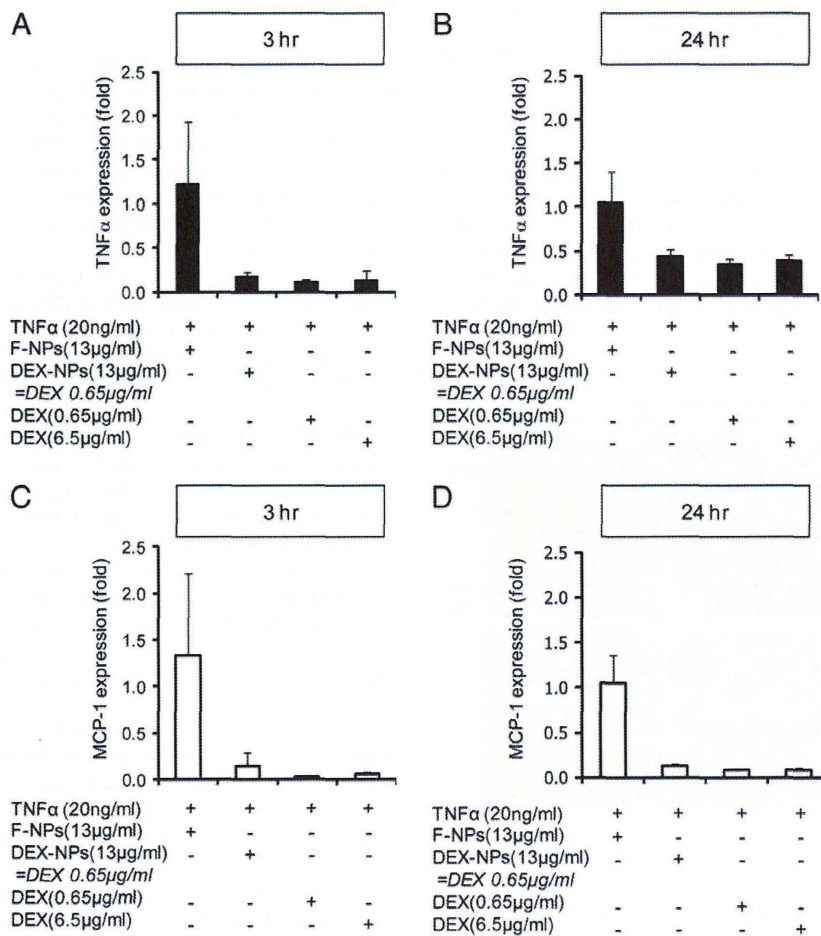 A
3 hr
TNFα expression (fold)
2.5
2.0
1.5
1.0
0.5
0.0
TNFα (20ng/ml) + + + +
F-NPs(13µg/ml) + - - -
DEX-NPs(13µg/ml) - + - -
=DEX 0.65µg/ml
DEX(0.65µg/ml) - - + -
DEX(6.5µg/ml) - - - +
B
24 hr
TNFα expression (fold)
2.5
2.0
1.5
1.0
0.5
0.0
TNFα (20ng/ml) + + + +
F-NPs(13µg/ml) + - - -
DEX-NPs(13µg/ml) - + - -
=DEX 0.65µg/ml
DEX(0.65µg/ml) - - + -
DEX(6.5µg/ml) - - - +
C
3 hr
MCP-1 expression (fold)
2.5
2.0
1.5
1.0
0.5
0.0
TNFα (20ng/ml) + + + +
F-NPs(13µg/ml) + - - -
DEX-NPs(13µg/ml) - + - -
=DEX 0.65µg/ml
DEX(0.65µg/ml) - - + -
DEX(6.5µg/ml) - - - +
D
24 hr
MCP-1 expression (fold)
2.5
2.0
1.5
1.0
0.5
0.0
TNFα (20ng/ml) + + + +
F-NPs(13µg/ml) + - - -
DEX-NPs(13µg/ml) - + - -
=DEX 0.65µg/ml
DEX(0.65µg/ml) - - + -
DEX(6.5µg/ml) - - - +